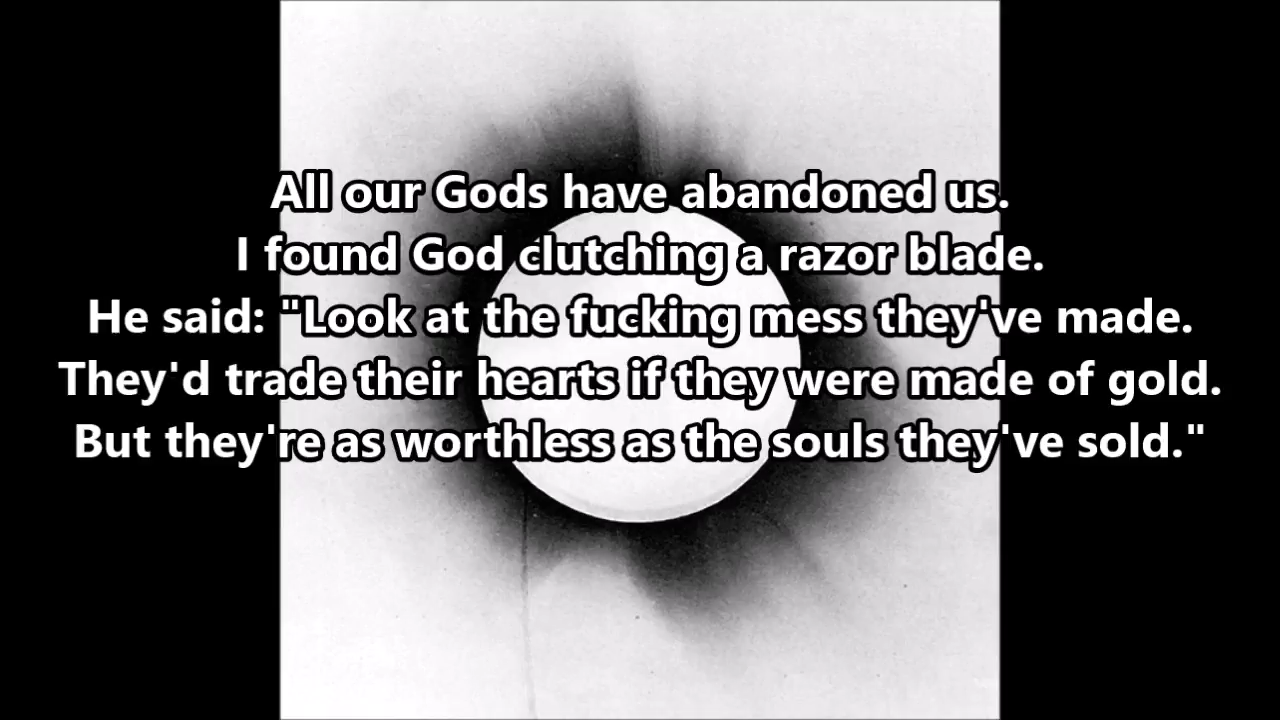 All our Gods have abandoned us.
I found God clutching a razor blade.
He said: "Look at the fucking mess they've made.
They'd trade their hearts if they were made of gold.
But they're as worthless as the souls they've sold."